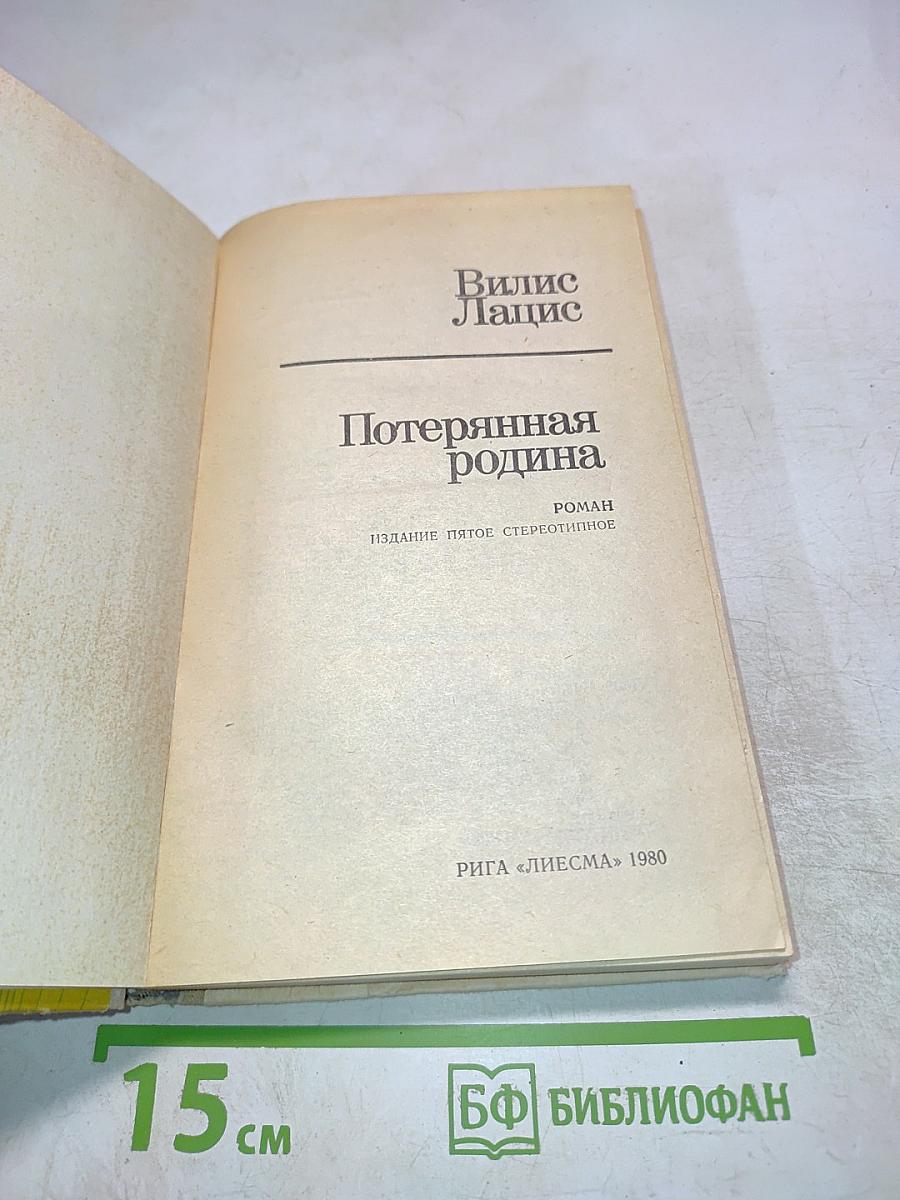 Вилис
Лацис
Потерянная
родина
РОМАН
ИЗДАНИЕ ПЯТОЕ СТЕРЕОТИПНОЕ
РИГА «ЛИЕСМА» 1980
15 см
БФ БИБЛИОФАН